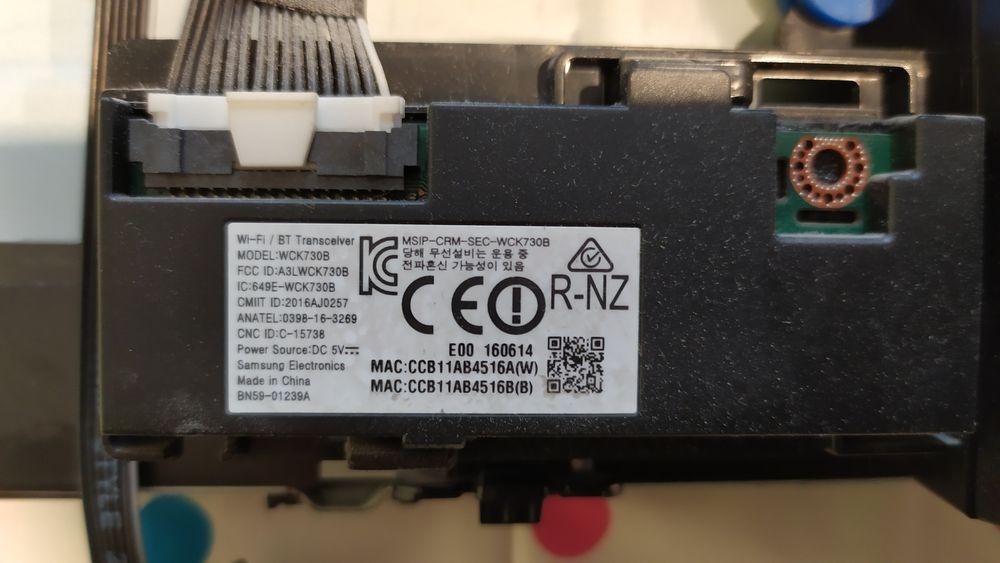 Wi-Fi / BT Transceiver
MODEL:WCK730B
FCC ID:A3LWCK730B
IC:649E-WCK730B
CMIIT ID:2016AJ0257
ANATEL:0398-16-3269
CNC ID:C-15738
Power Source:DC 5V
Samsung Electronics
Made in China
BN59-01239A
MSIP-CRM-SEC-WCK730B
당해 무선설비는 운용 중
전파혼신 가능성이 있음
CE
R-NZ
E00 160614
MAC:CCB11AB4516A(W)
MAC:CCB11AB4516B(B)
STYLE